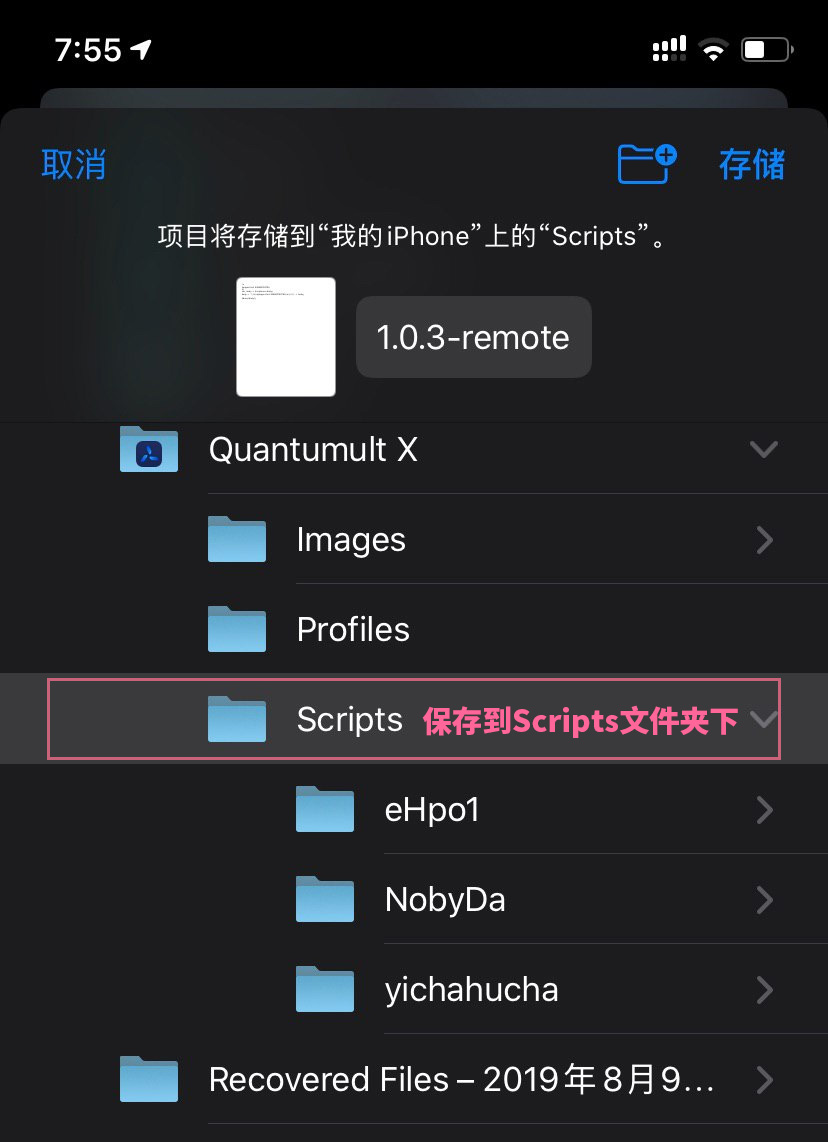 7:55
取消
存储
项目将存储到“我的iPhone”上的“Scripts”。
1.0.3-remote
Quantumult X
Images
Profiles
Scripts 保存到Scripts文件夹下
eHpo1
NobyDa
yichahucha
Recovered Files – 2019年8月9...